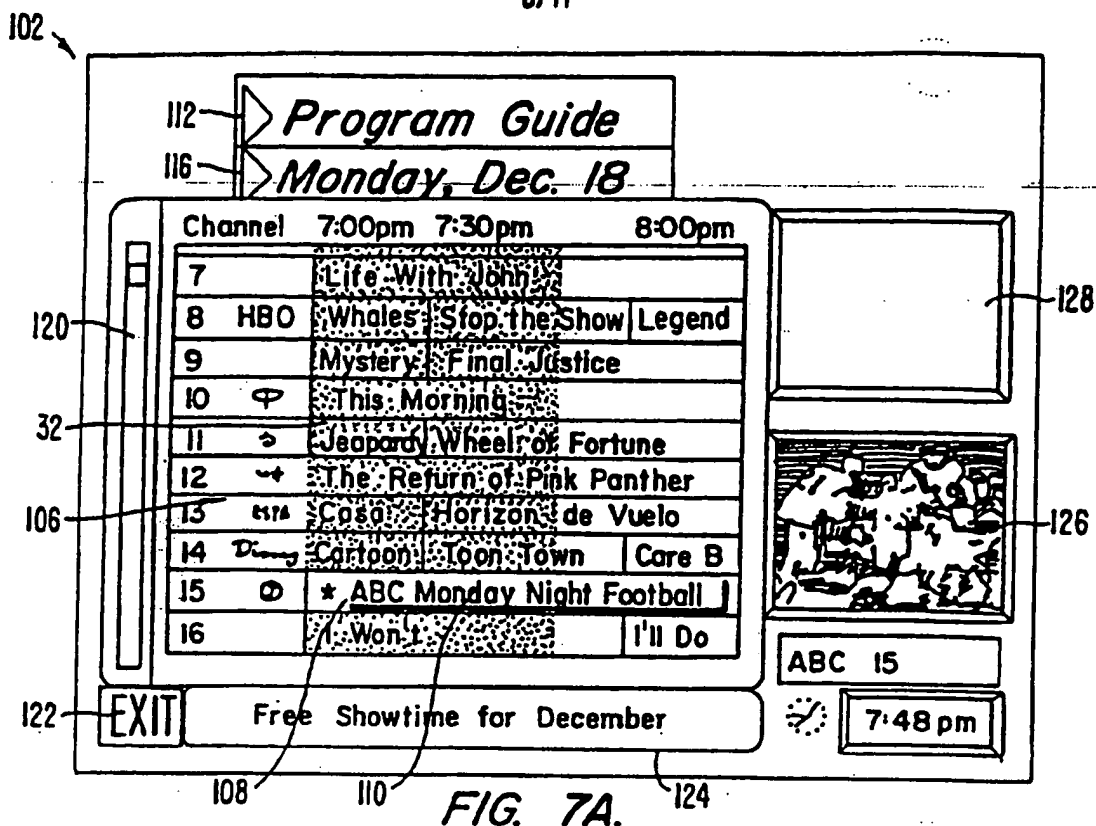 102
112
Program Guide
116
Monday, Dec. 18
Channel 7:00pm 7:30pm 8:00pm
7 Life With John
8 HBO Whales Stop the Show Legend
128
120
9 Mystery Final Justice
10 This Morning
32
11 Jeopardy Wheel of Fortune
12 The Return of Pink Panther
106
13 Casa Horizon de Vuelo
126
14 Disney Cartoon Toon Town Care B
15 * ABC Monday Night Football
16 I Won't I'll Do
ABC 15
122
EXIT
Free Showtime for December
7:48 pm
108
110
124
FIG. 7A.